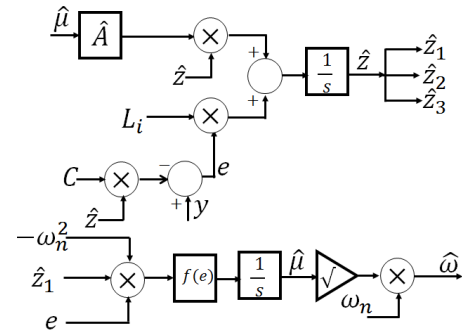 μ̂ Â × + 1/s ẑ ẑ₁
ẑ + ẑ₂
Lᵢ × ẑ₃
e
C × −
ẑ + y
−ωₙ²
ẑ₁ × f(e) 1/s μ̂ √ × ω̂
e ωₙ